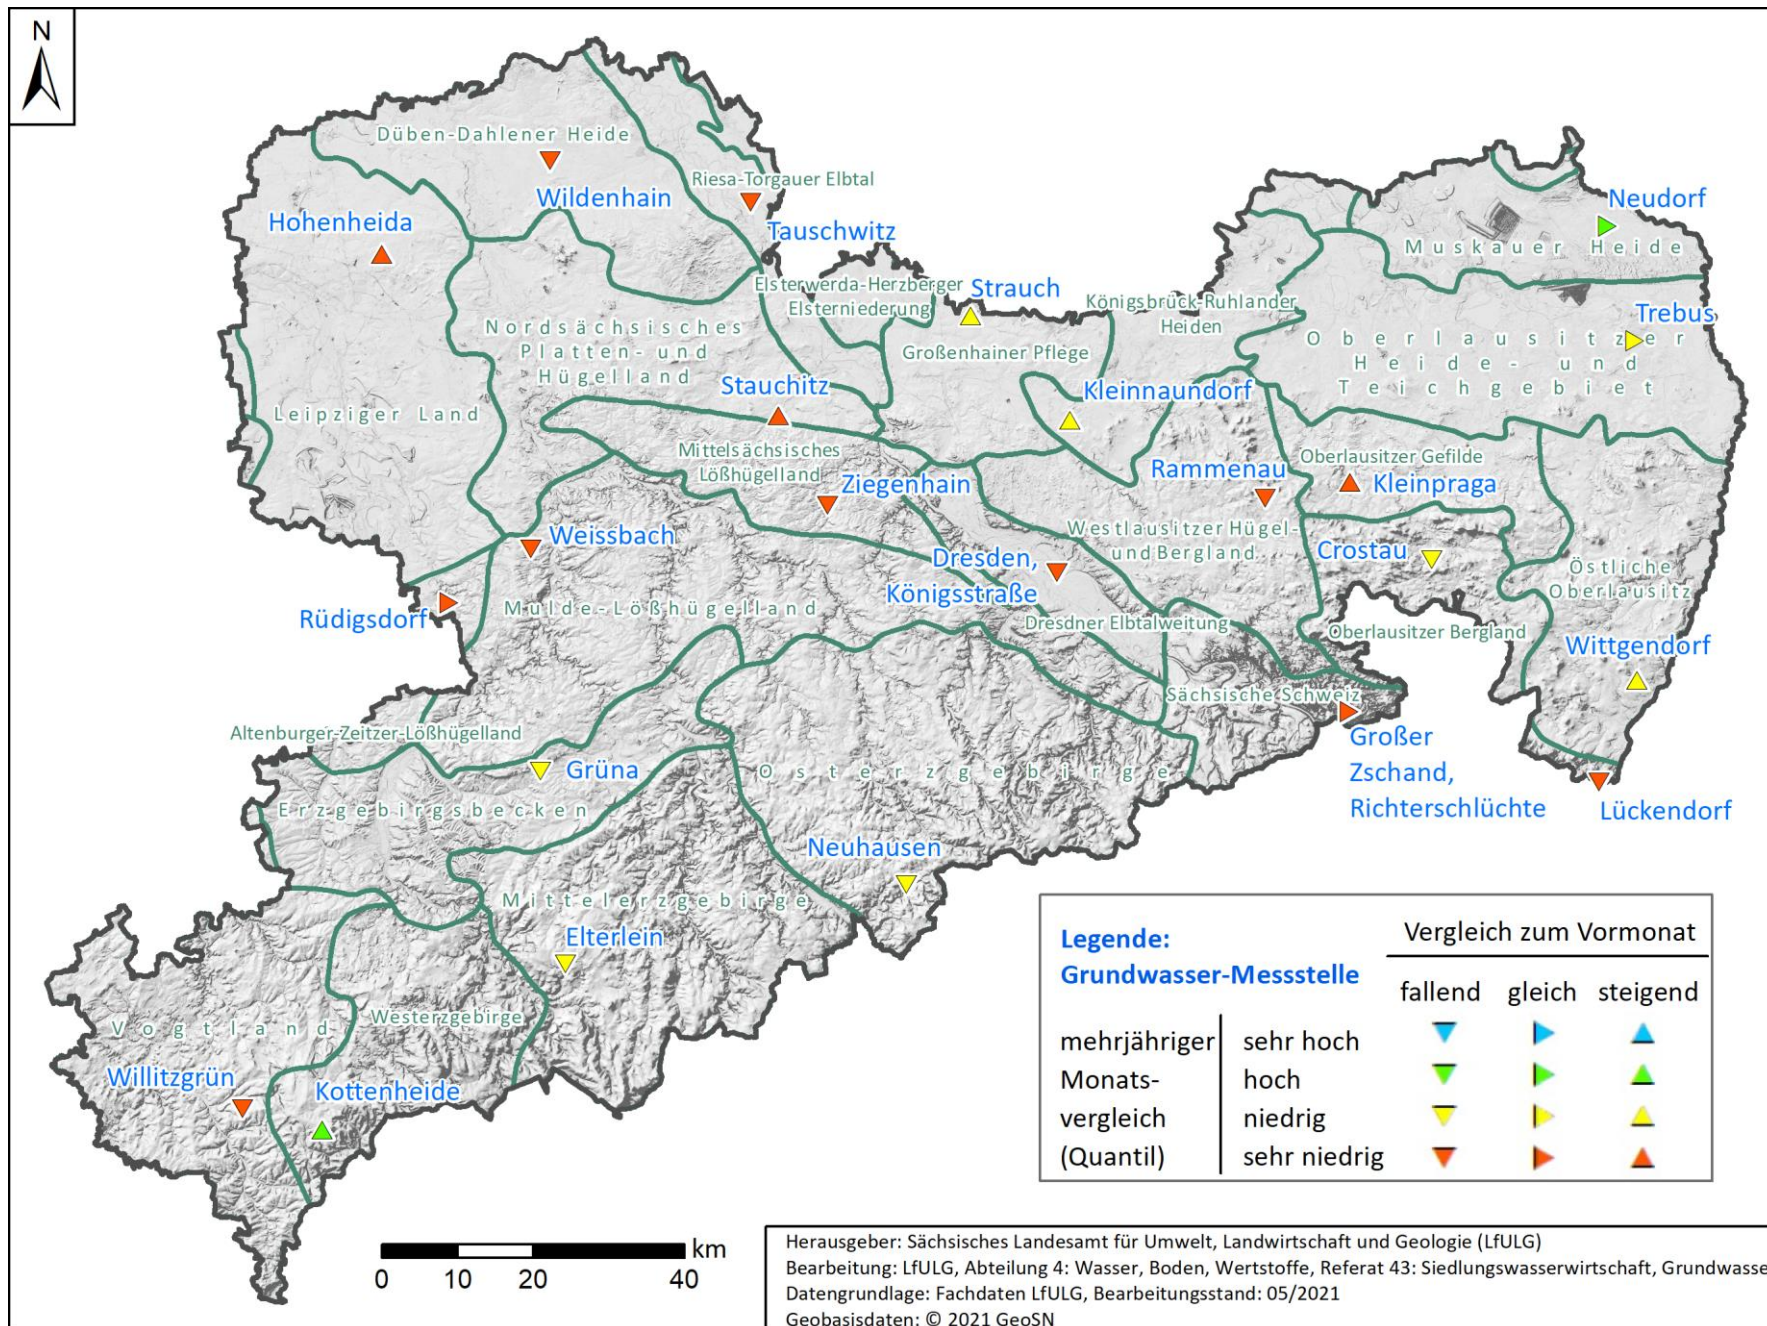 N
Düben-Dahlener Heide
Wildenhain
Riesa-Torgauer Elbtal
Tauschwitz
Hohenheida
Neudorf
Muskauer Heide
Elsterwerda-Herzberger
Elsterniederung
Strauch
Königsbrück-Ruhlander
Heiden
Trebus
Oberlausitzer
Heide- und
Teichgebiet
Nordsächsisches
Platten- und
Hügelland
Großenhainer Pflege
Stauchitz
Kleinnaundorf
Leipziger Land
Mittelsächsisches
Lößhügelland
Ziegenhain
Rammenau
Oberlausitzer Gefilde
Kleinpraga
Weissbach
Westlausitzer Hügel-
und Bergland
Crostau
Dresden,
Königsstraße
Östliche
Oberlausitz
Rüdigsdorf
Mulde-Lößhügelland
Dresdner Elbtalweitung
Oberlausitzer Bergland
Wittgendorf
Sächsische Schweiz
Altenburger-Zeitzer-Lößhügelland
Großer
Zschand,
Richterschlüchte
Grüna
Osterzgebirge
Lückendorf
Erzgebirgsbecken
Neuhausen
Mittelerzgebirge
Elterlein
Westerzgebirge
Vogtland
Willitzgrün
Kottenheide
Legende:
Grundwasser-Messstelle
Vergleich zum Vormonat
fallend gleich steigend
mehrjähriger sehr hoch
Monats- hoch
vergleich niedrig
(Quantil) sehr niedrig
km
0 10 20 40
Herausgeber: Sächsisches Landesamt für Umwelt, Landwirtschaft und Geologie (LfULG)
Bearbeitung: LfULG, Abteilung 4: Wasser, Boden, Wertstoffe, Referat 43: Siedlungswasserwirtschaft, Grundwasse
Datengrundlage: Fachdaten LfULG, Bearbeitungsstand: 05/2021
Geobasisdaten: © 2021 GeoSN